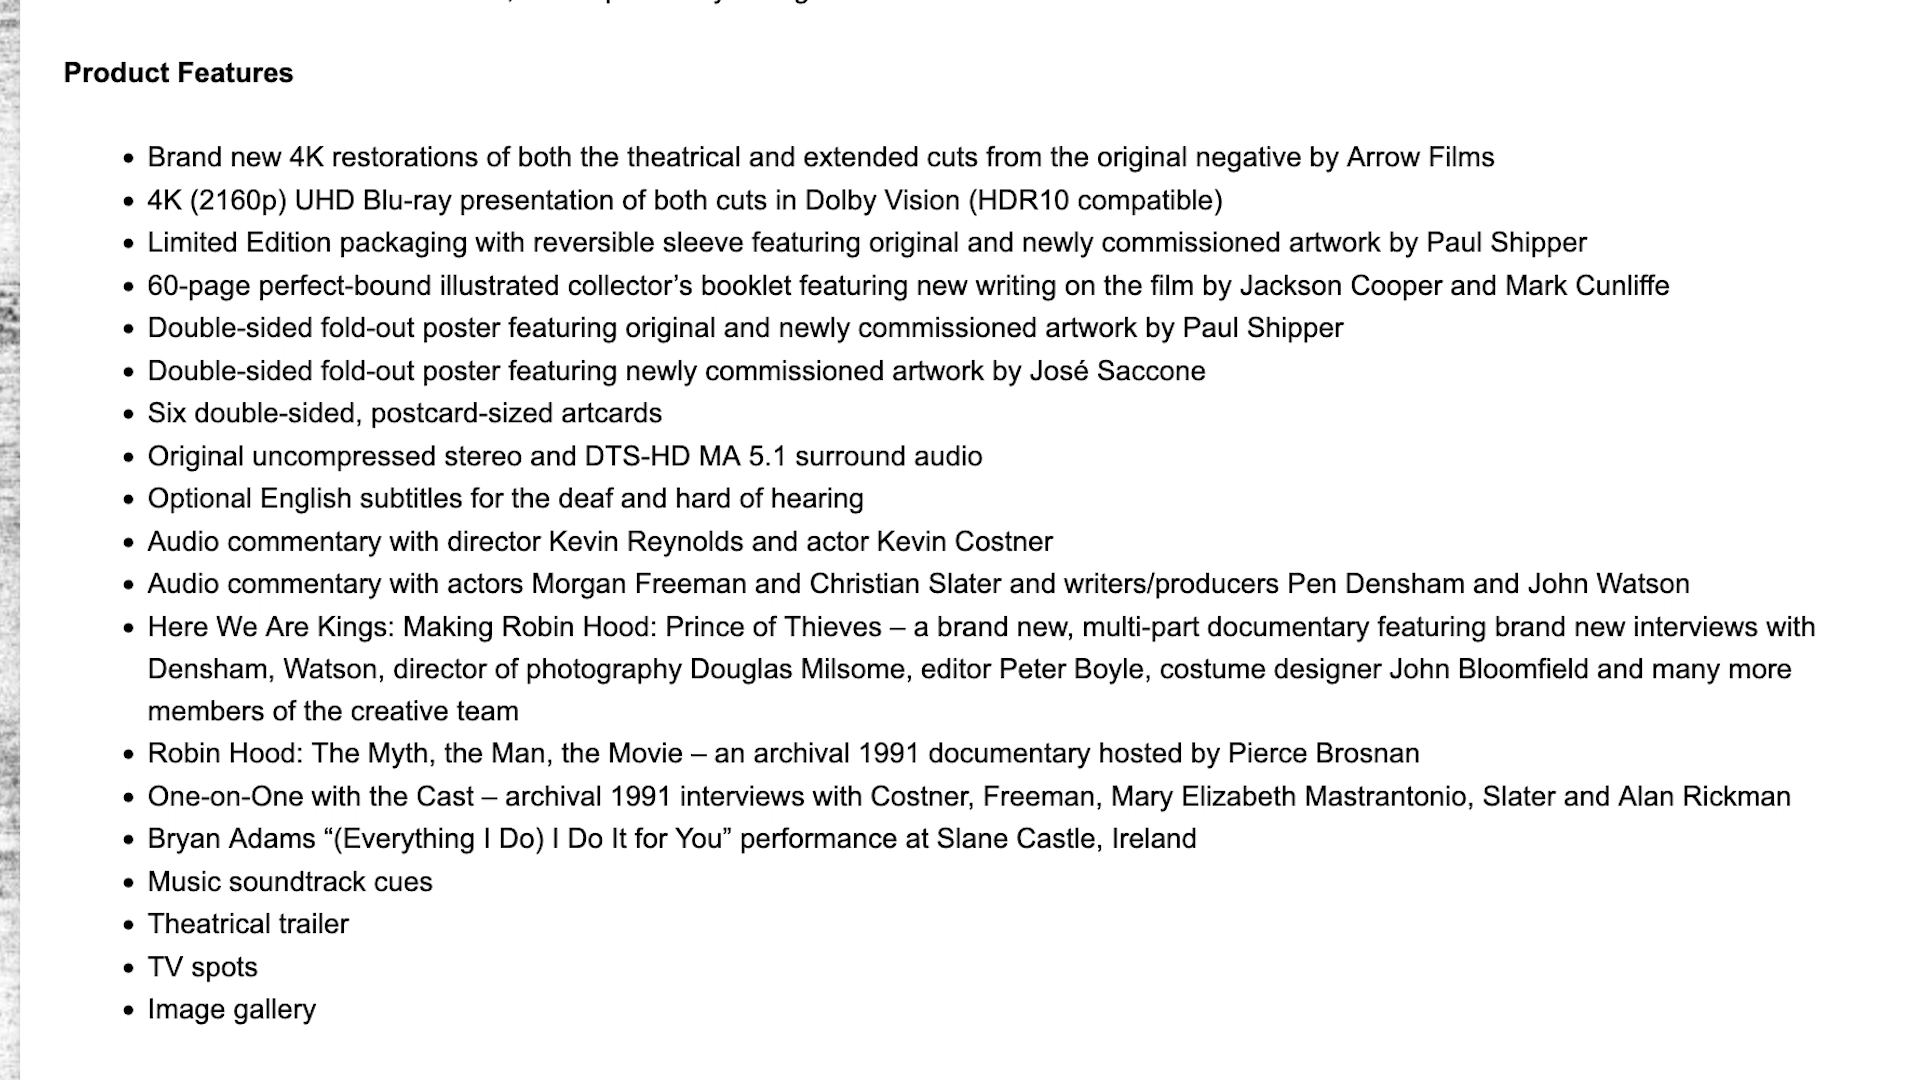 Product Features
Brand new 4K restorations of both the theatrical and extended cuts from the original negative by Arrow Films
4K (2160p) UHD Blu-ray presentation of both cuts in Dolby Vision (HDR10 compatible)
Limited Edition packaging with reversible sleeve featuring original and newly commissioned artwork by Paul Shipper
60-page perfect-bound illustrated collector’s booklet featuring new writing on the film by Jackson Cooper and Mark Cunliffe
Double-sided fold-out poster featuring original and newly commissioned artwork by Paul Shipper
Double-sided fold-out poster featuring newly commissioned artwork by José Saccone
Six double-sided, postcard-sized artcards
Original uncompressed stereo and DTS-HD MA 5.1 surround audio
Optional English subtitles for the deaf and hard of hearing
Audio commentary with director Kevin Reynolds and actor Kevin Costner
Audio commentary with actors Morgan Freeman and Christian Slater and writers/producers Pen Densham and John Watson
Here We Are Kings: Making Robin Hood: Prince of Thieves – a brand new, multi-part documentary featuring brand new interviews with
Densham, Watson, director of photography Douglas Milsome, editor Peter Boyle, costume designer John Bloomfield and many more
members of the creative team
Robin Hood: The Myth, the Man, the Movie – an archival 1991 documentary hosted by Pierce Brosnan
One-on-One with the Cast – archival 1991 interviews with Costner, Freeman, Mary Elizabeth Mastrantonio, Slater and Alan Rickman
Bryan Adams “(Everything I Do) I Do It for You” performance at Slane Castle, Ireland
Music soundtrack cues
Theatrical trailer
TV spots
Image gallery